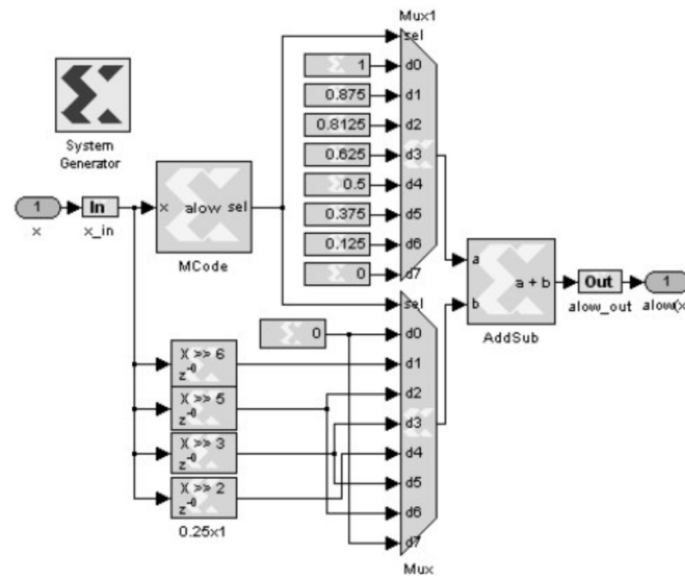 Mux1
sel
1
d0
0.875
d1
0.8125
d2
0.625
d3
0.5
d4
0.375
d5
0.125
d6
0
d7
System
Generator
1
x
In
x_in
x
alow
sel
MCode
a
b
a + b
AddSub
Out
alow_out
1
alow(x
sel
0
d0
d1
d2
d3
d4
d5
d6
d7
Mux
X >> 6
z-0
X >> 5
z-0
X >> 3
z-0
X >> 2
z-0
0.25x1